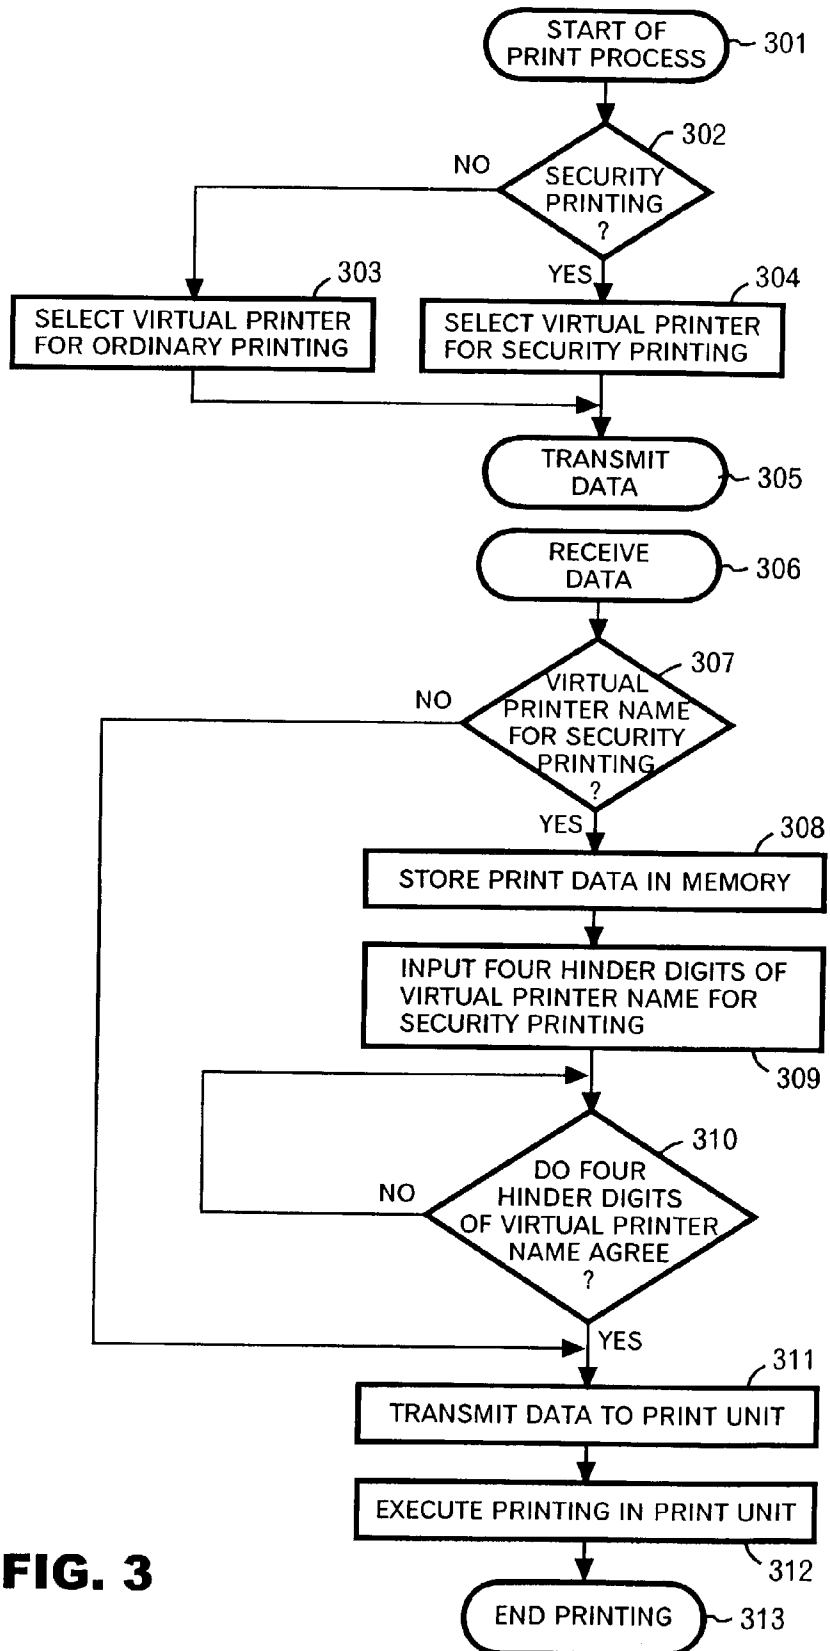 START OF
PRINT PROCESS
301
302
NO
SECURITY
PRINTING
?
YES
303
304
SELECT VIRTUAL PRINTER
FOR ORDINARY PRINTING
SELECT VIRTUAL PRINTER
FOR SECURITY PRINTING
TRANSMIT
DATA
305
RECEIVE
DATA
306
307
NO
VIRTUAL
PRINTER NAME
FOR SECURITY
PRINTING
?
YES
308
STORE PRINT DATA IN MEMORY
INPUT FOUR HINDER DIGITS OF
VIRTUAL PRINTER NAME FOR
SECURITY PRINTING
309
310
NO
DO FOUR
HINDER DIGITS
OF VIRTUAL PRINTER
NAME AGREE
?
YES
311
TRANSMIT DATA TO PRINT UNIT
EXECUTE PRINTING IN PRINT UNIT
312
FIG. 3
END PRINTING
313